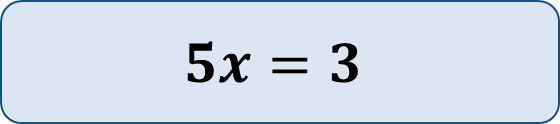 5x = 3